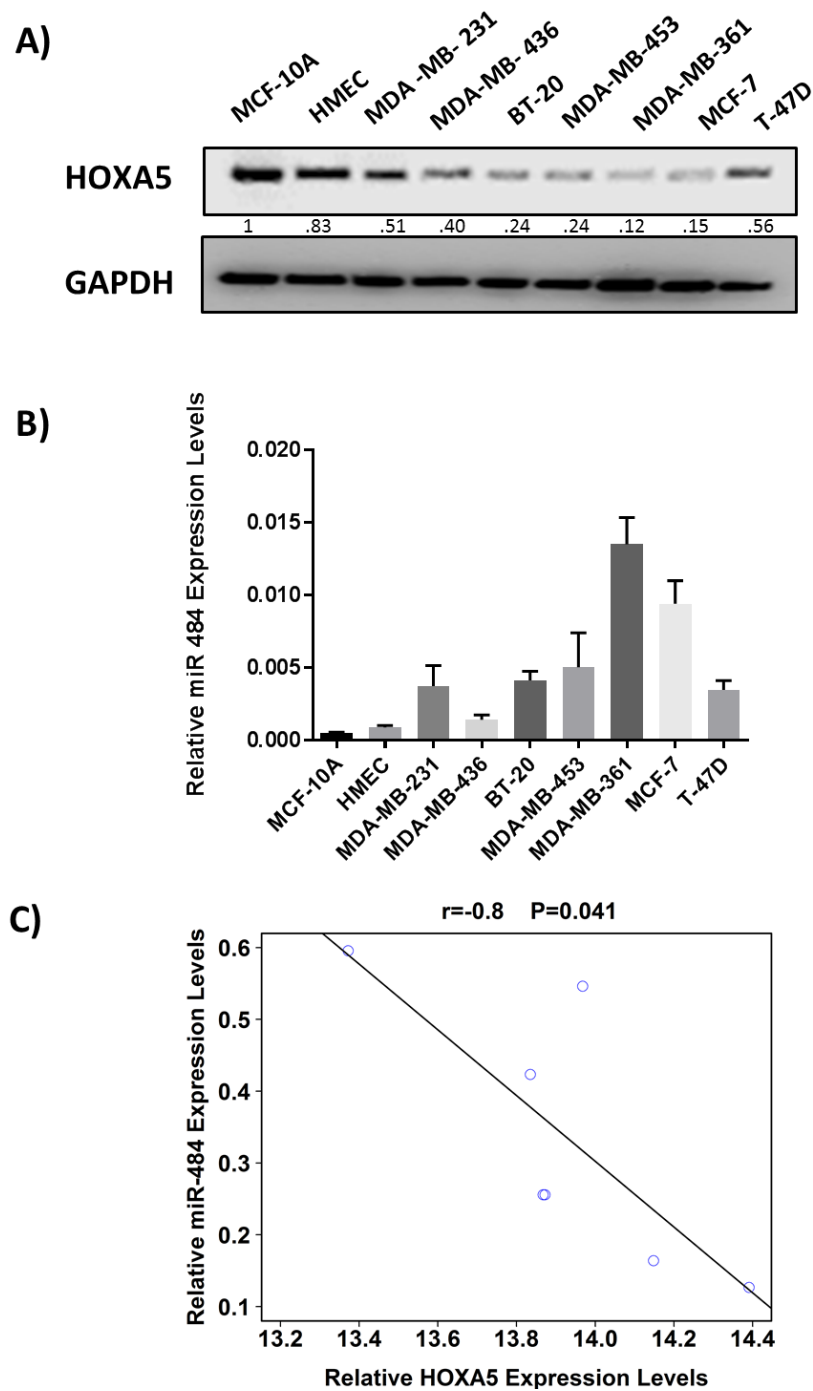 A)
MCF-10A HMEC MDA -MB- 231 MDA-MB- 436 BT-20 MDA-MB-453 MDA-MB-361 MCF-7 T-47D
HOXA5
1 .83 .51 .40 .24 .24 .12 .15 .56
GAPDH
B)
Relative miR 484 Expression Levels
0.020
0.015
0.010
0.005
0.000
MCF-10A HMEC MDA-MB-231 MDA-MB-436 BT-20 MDA-MB-453 MDA-MB-361 MCF-7 T-47D
C)
r=-0.8 P=0.041
Relative miR-484 Expression Levels
0.6
0.5
0.4
0.3
0.2
0.1
13.2 13.4 13.6 13.8 14.0 14.2 14.4
Relative HOXA5 Expression Levels